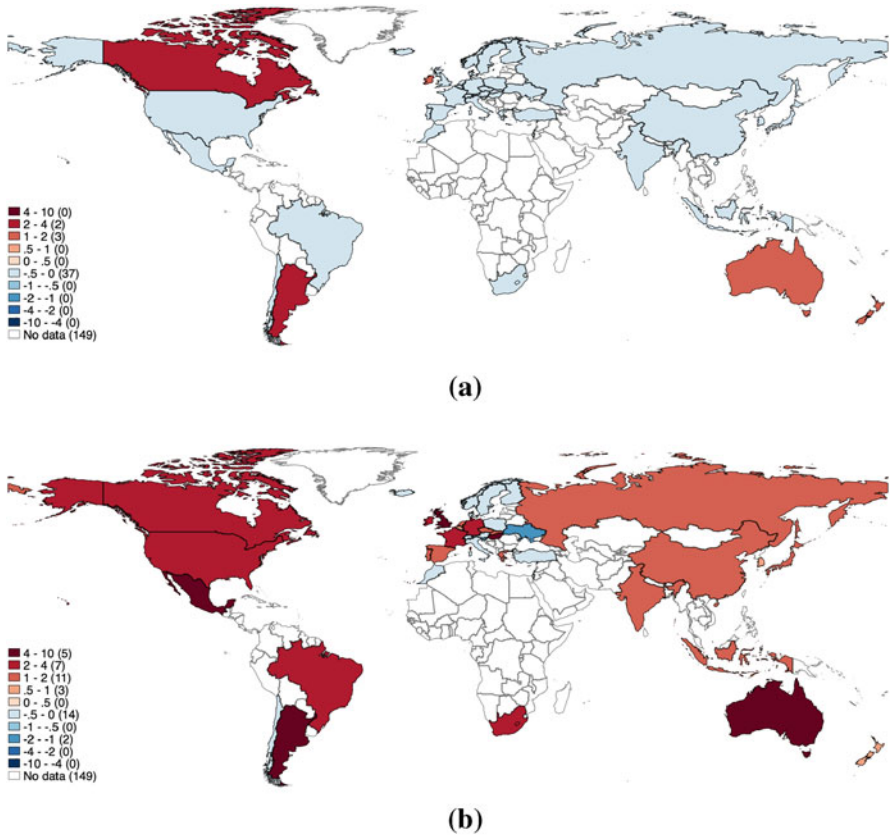 (a)
4 - 10 (0)
2 - 4 (2)
1 - 2 (3)
.5 - 1 (0)
0 - .5 (0)
-.5 - 0 (37)
-1 - -.5 (0)
-2 - -1 (0)
-4 - -2 (0)
-10 - -4 (0)
No data (149)
(b)
4 - 10 (5)
2 - 4 (7)
1 - 2 (11)
.5 - 1 (3)
0 - .5 (0)
-.5 - 0 (14)
-1 - -.5 (0)
-2 - -1 (2)
-4 - -2 (0)
-10 - -4 (0)
No data (149)